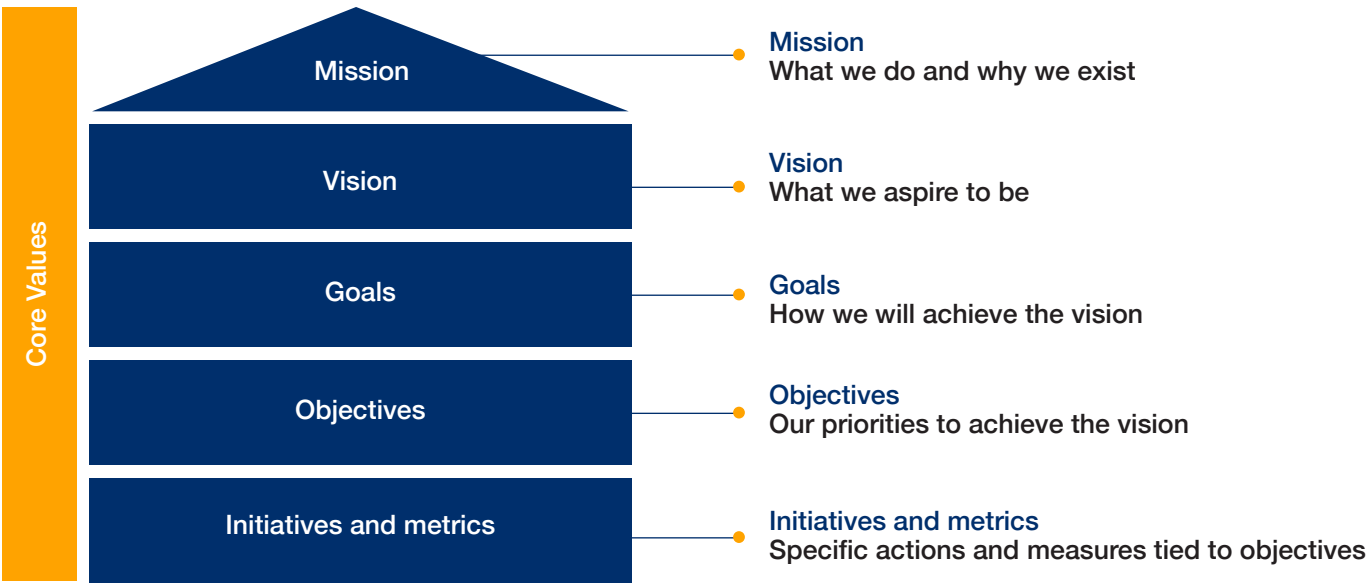 Core Values
Mission
Mission
What we do and why we exist
Vision
Vision
What we aspire to be
Goals
Goals
How we will achieve the vision
Objectives
Objectives
Our priorities to achieve the vision
Initiatives and metrics
Initiatives and metrics
Specific actions and measures tied to objectives